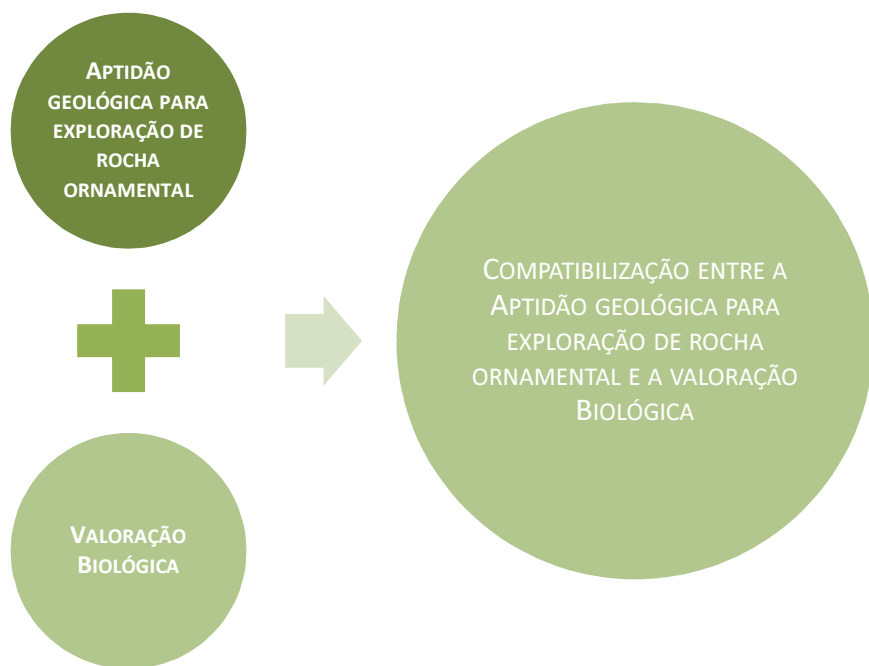 APTIDÃO
GEOLÓGICA PARA
EXPLORAÇÃO DE
ROCHA
ORNAMENTAL
VALORAÇÃO
BIOLÓGICA
COMPATIBILIZAÇÃO ENTRE A
APTIDÃO GEOLÓGICA PARA
EXPLORAÇÃO DE ROCHA
ORNAMENTAL E A VALORAÇÃO
BIOLÓGICA